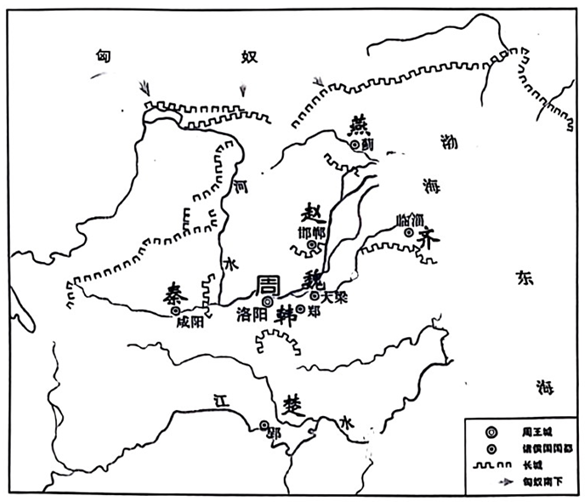 匈 奴
燕
蓟
渤
海
河
水
赵
邯郸
临淄
齐
周
洛阳
魏
大梁
秦
咸阳
韩
郑
东
海
江
水
楚
郢
周王城
诸侯国国都
长城
匈奴南下